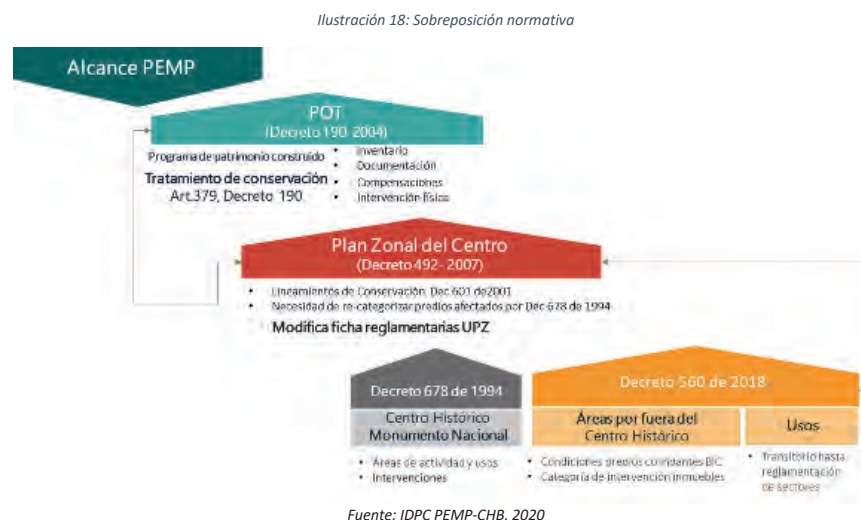 Ilustración 18: Sobreposición normativa
Alcance PEMP
POT
(Decreto 190-2004)
Programa de patrimonio construido
Tratamiento de conservación
Art.379, Decreto 190
• Inventario
• Documentación
• Compensaciones
• Intervención física
Plan Zonal del Centro
(Decreto 492- 2007)
• Lineamientos de Conservación, Dec 601 de2001
• Necesidad de re-categorizar predios afectados por Dec 678 de 1994
Modifica ficha reglamentarias UPZ
Decreto 678 de 1994
Centro Histórico
Monumento Nacional
• Áreas de actividad y usos
• Intervenciones
Decreto 560 de 2018
Áreas por fuera del
Centro Histórico
• Condiciones predios colindantes BIC
• Categoría de intervención inmuebles
Usos
• Transitorio hasta
reglamentación
de sectores
Fuente: IDPC PEMP-CHB, 2020